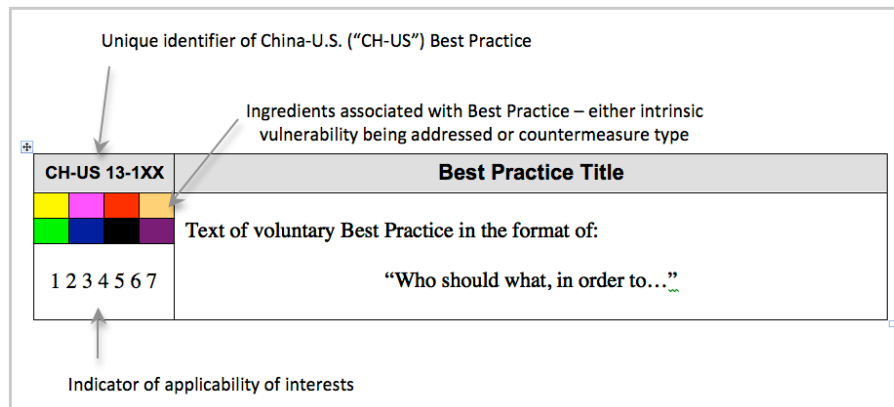 Unique identifier of China-U.S. (“CH-US”) Best Practice
Ingredients associated with Best Practice – either intrinsic
vulnerability being addressed or countermeasure type
CH-US 13-1XX
Best Practice Title
Text of voluntary Best Practice in the format of:
1 2 3 4 5 6 7
“Who should what, in order to…”
Indicator of applicability of interests